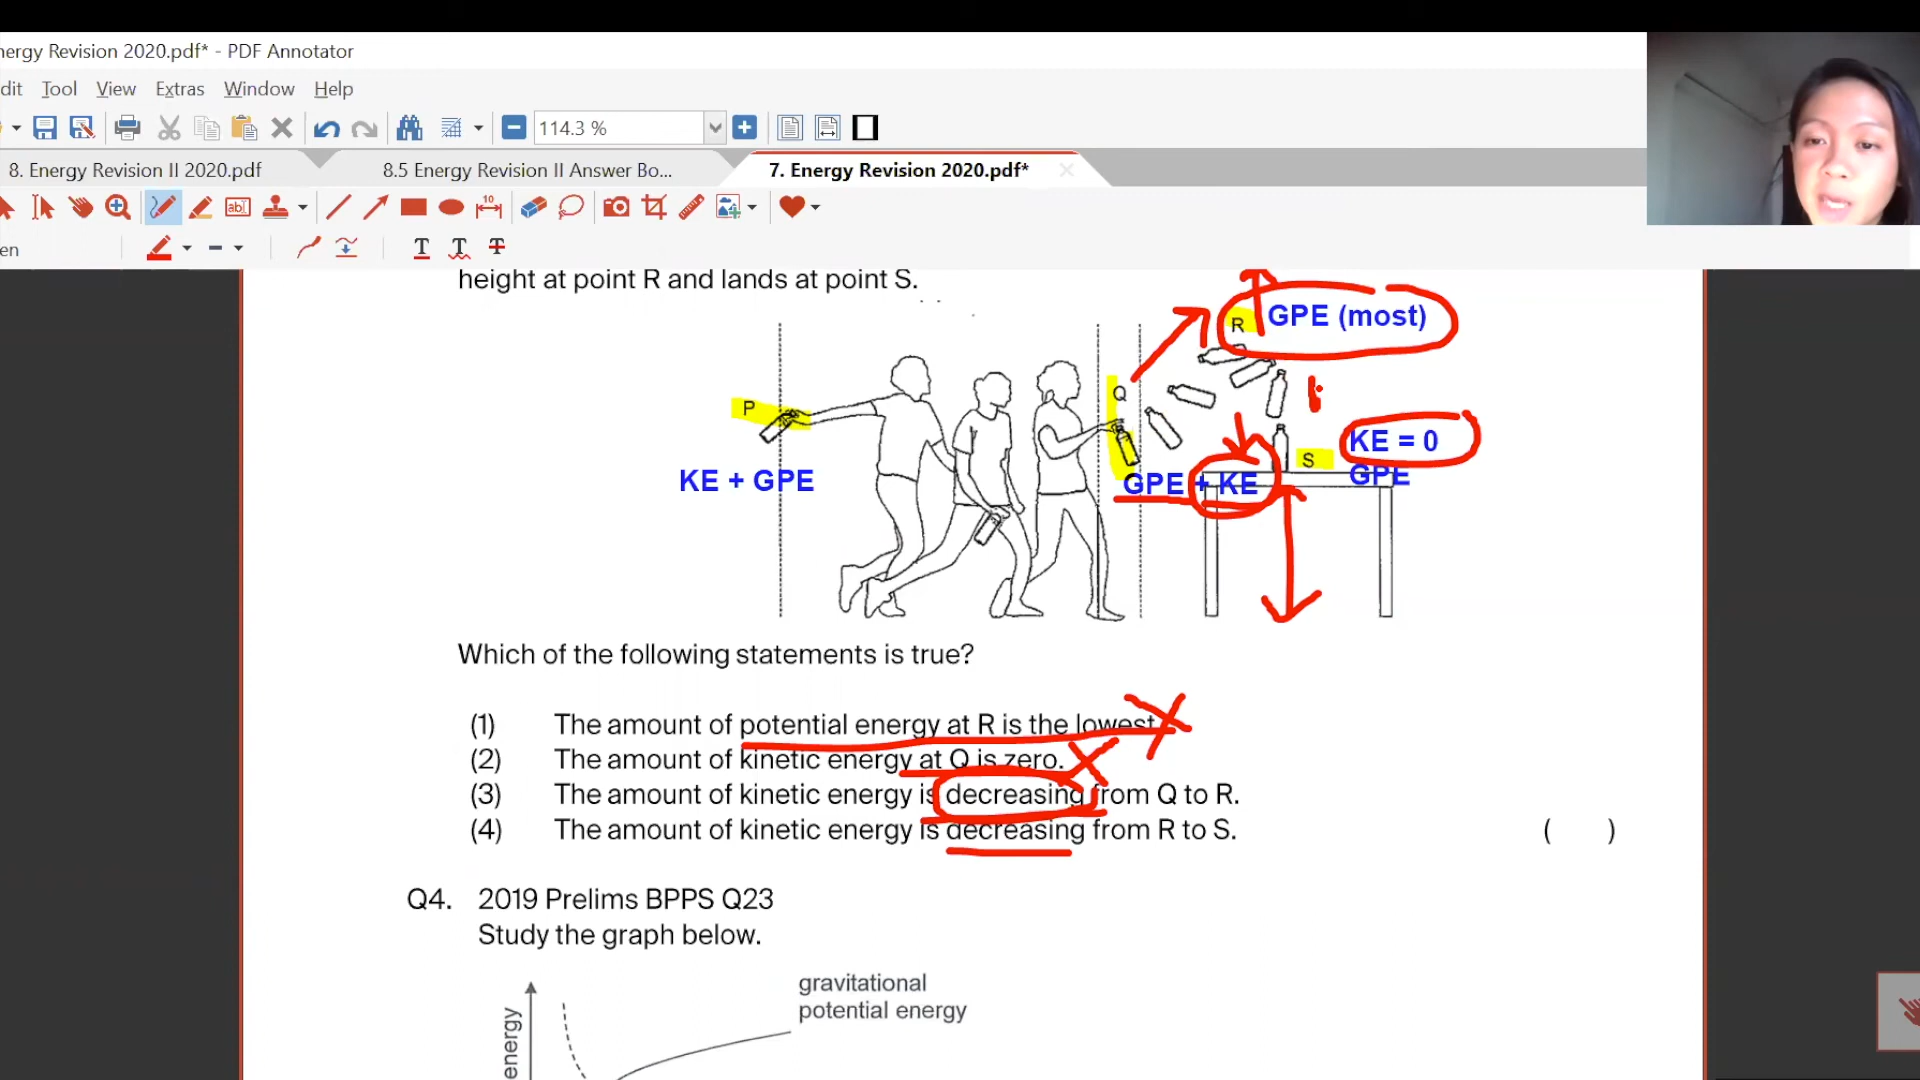 nergy Revision 2020.pdf* - PDF Annotator
dit Tool View Extras Window Help
114.3 %
8. Energy Revision II 2020.pdf
8.5 Energy Revision II Answer Bo...
7. Energy Revision 2020.pdf*
ab|
10
en
T T T
height at point R and lands at point S.
R GPE (most)
P
Q
KE = 0
S
GPE
KE + GPE
GPE + KE
Which of the following statements is true?
(1) The amount of potential energy at R is the lowest
(2) The amount of kinetic energy at Q is zero.
(3) The amount of kinetic energy is decreasing from Q to R.
(4) The amount of kinetic energy is decreasing from R to S. ( )
Q4. 2019 Prelims BPPS Q23
Study the graph below.
gravitational
potential energy
energy